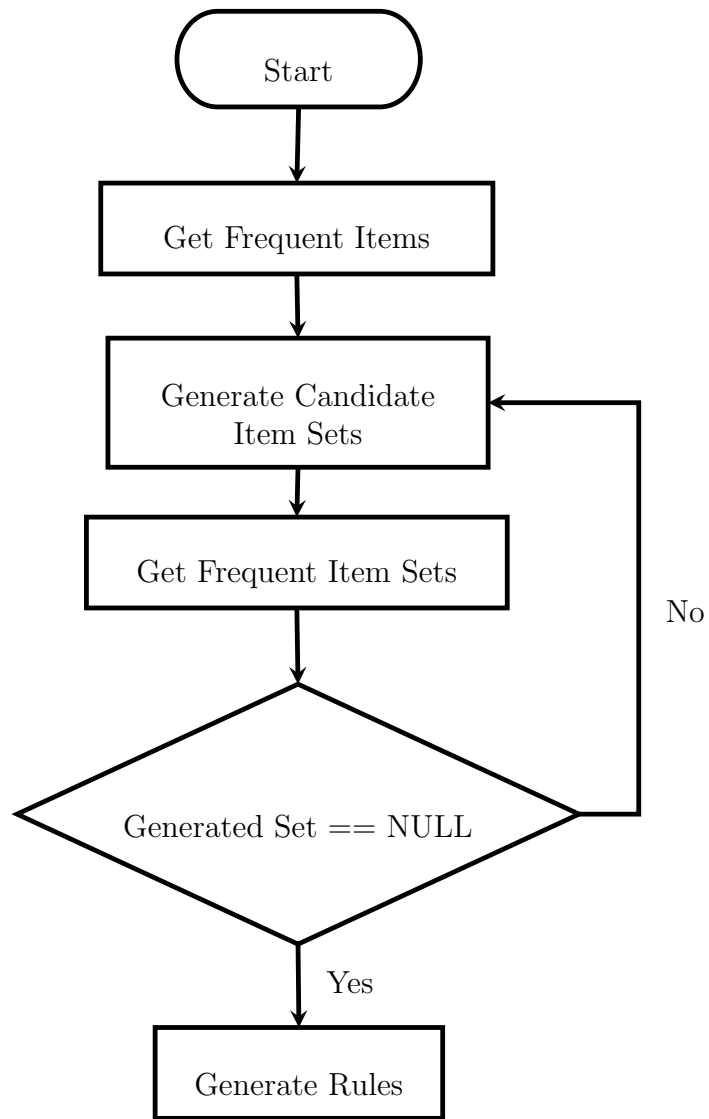 Start
Get Frequent Items
Generate Candidate
Item Sets
Get Frequent Item Sets
No
Generated Set == NULL
Yes
Generate Rules